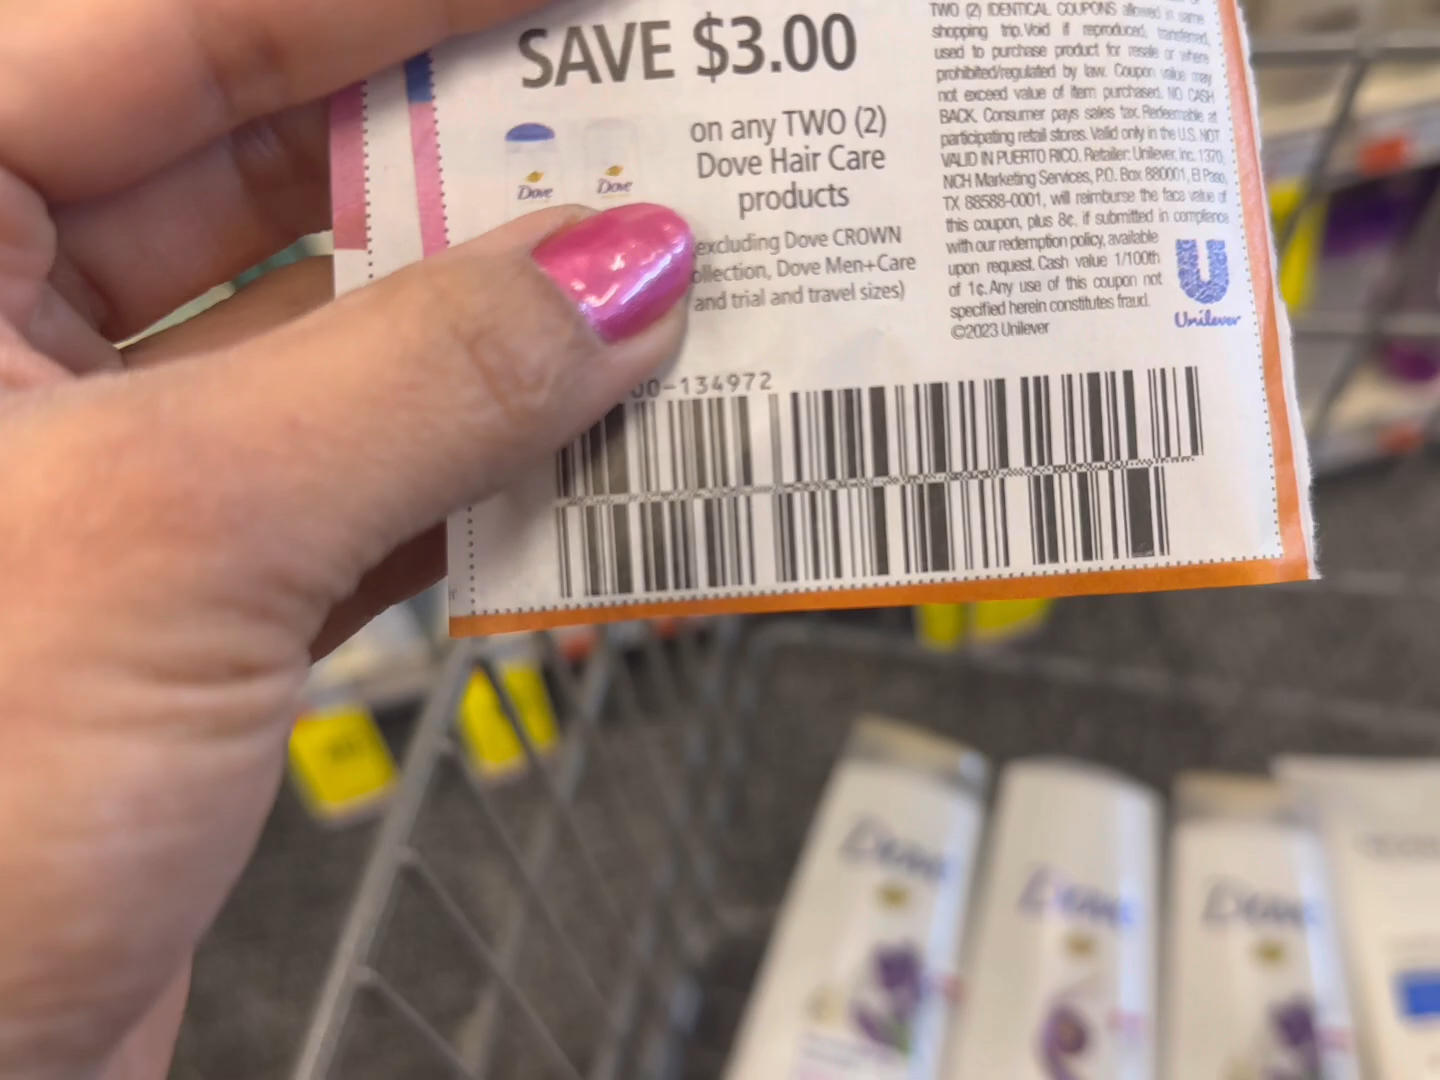 SAVE $3.00
on any TWO (2)
Dove Hair Care
products
excluding Dove CROWN
ollection, Dove Men+Care
and trial and travel sizes)
Dove
Dove
TWO (2) IDENTICAL COUPONS allowed in same
shopping trip. Void if reproduced, transferred,
used to purchase product for resale or where
prohibited/regulated by law. Coupon value may
not exceed value of item purchased. NO CASH
BACK. Consumer pays sales tax. Redeemable at
participating retail stores. Valid only in the U.S. NOT
VALID IN PUERTO RICO. Retailer: Unilever, Inc. 1370,
NCH Marketing Services, P.O. Box 880001, El Paso,
TX 88588-0001, will reimburse the face value of
this coupon, plus 8¢, if submitted in compliance
with our redemption policy, available
upon request. Cash value 1/100th
of 1¢. Any use of this coupon not
specified herein constitutes fraud.
©2023 Unilever
Unilever
00-134972
Dove
Dove
Dove